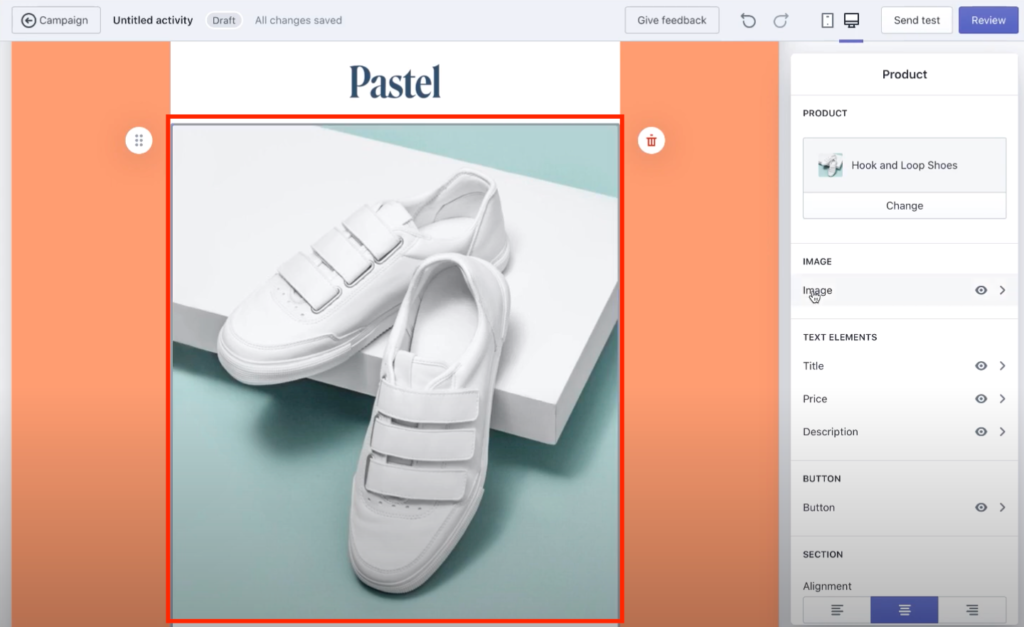 Campaign
Untitled activity
Draft
All changes saved
Give feedback
Send test
Review
Pastel
Product
PRODUCT
Hook and Loop Shoes
Change
IMAGE
Image
TEXT ELEMENTS
Title
Price
Description
BUTTON
Button
SECTION
Alignment